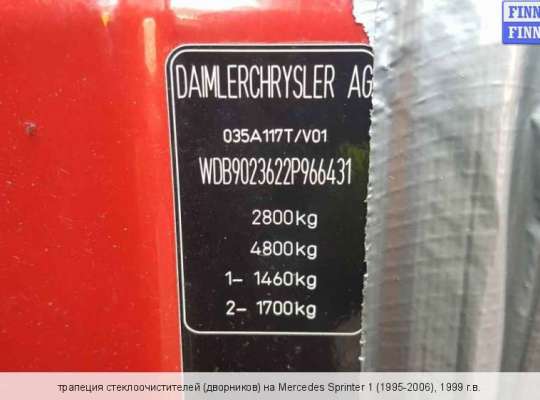 FINN
FINN
DAIMLERCHRYSLER AG
035A117T/V01
WDB9023622P966431
2800kg
4800kg
1- 1460kg
2- 1700kg
трапеция стеклоочистителей (дворников) на Mercedes Sprinter 1 (1995-2006), 1999 г.в.